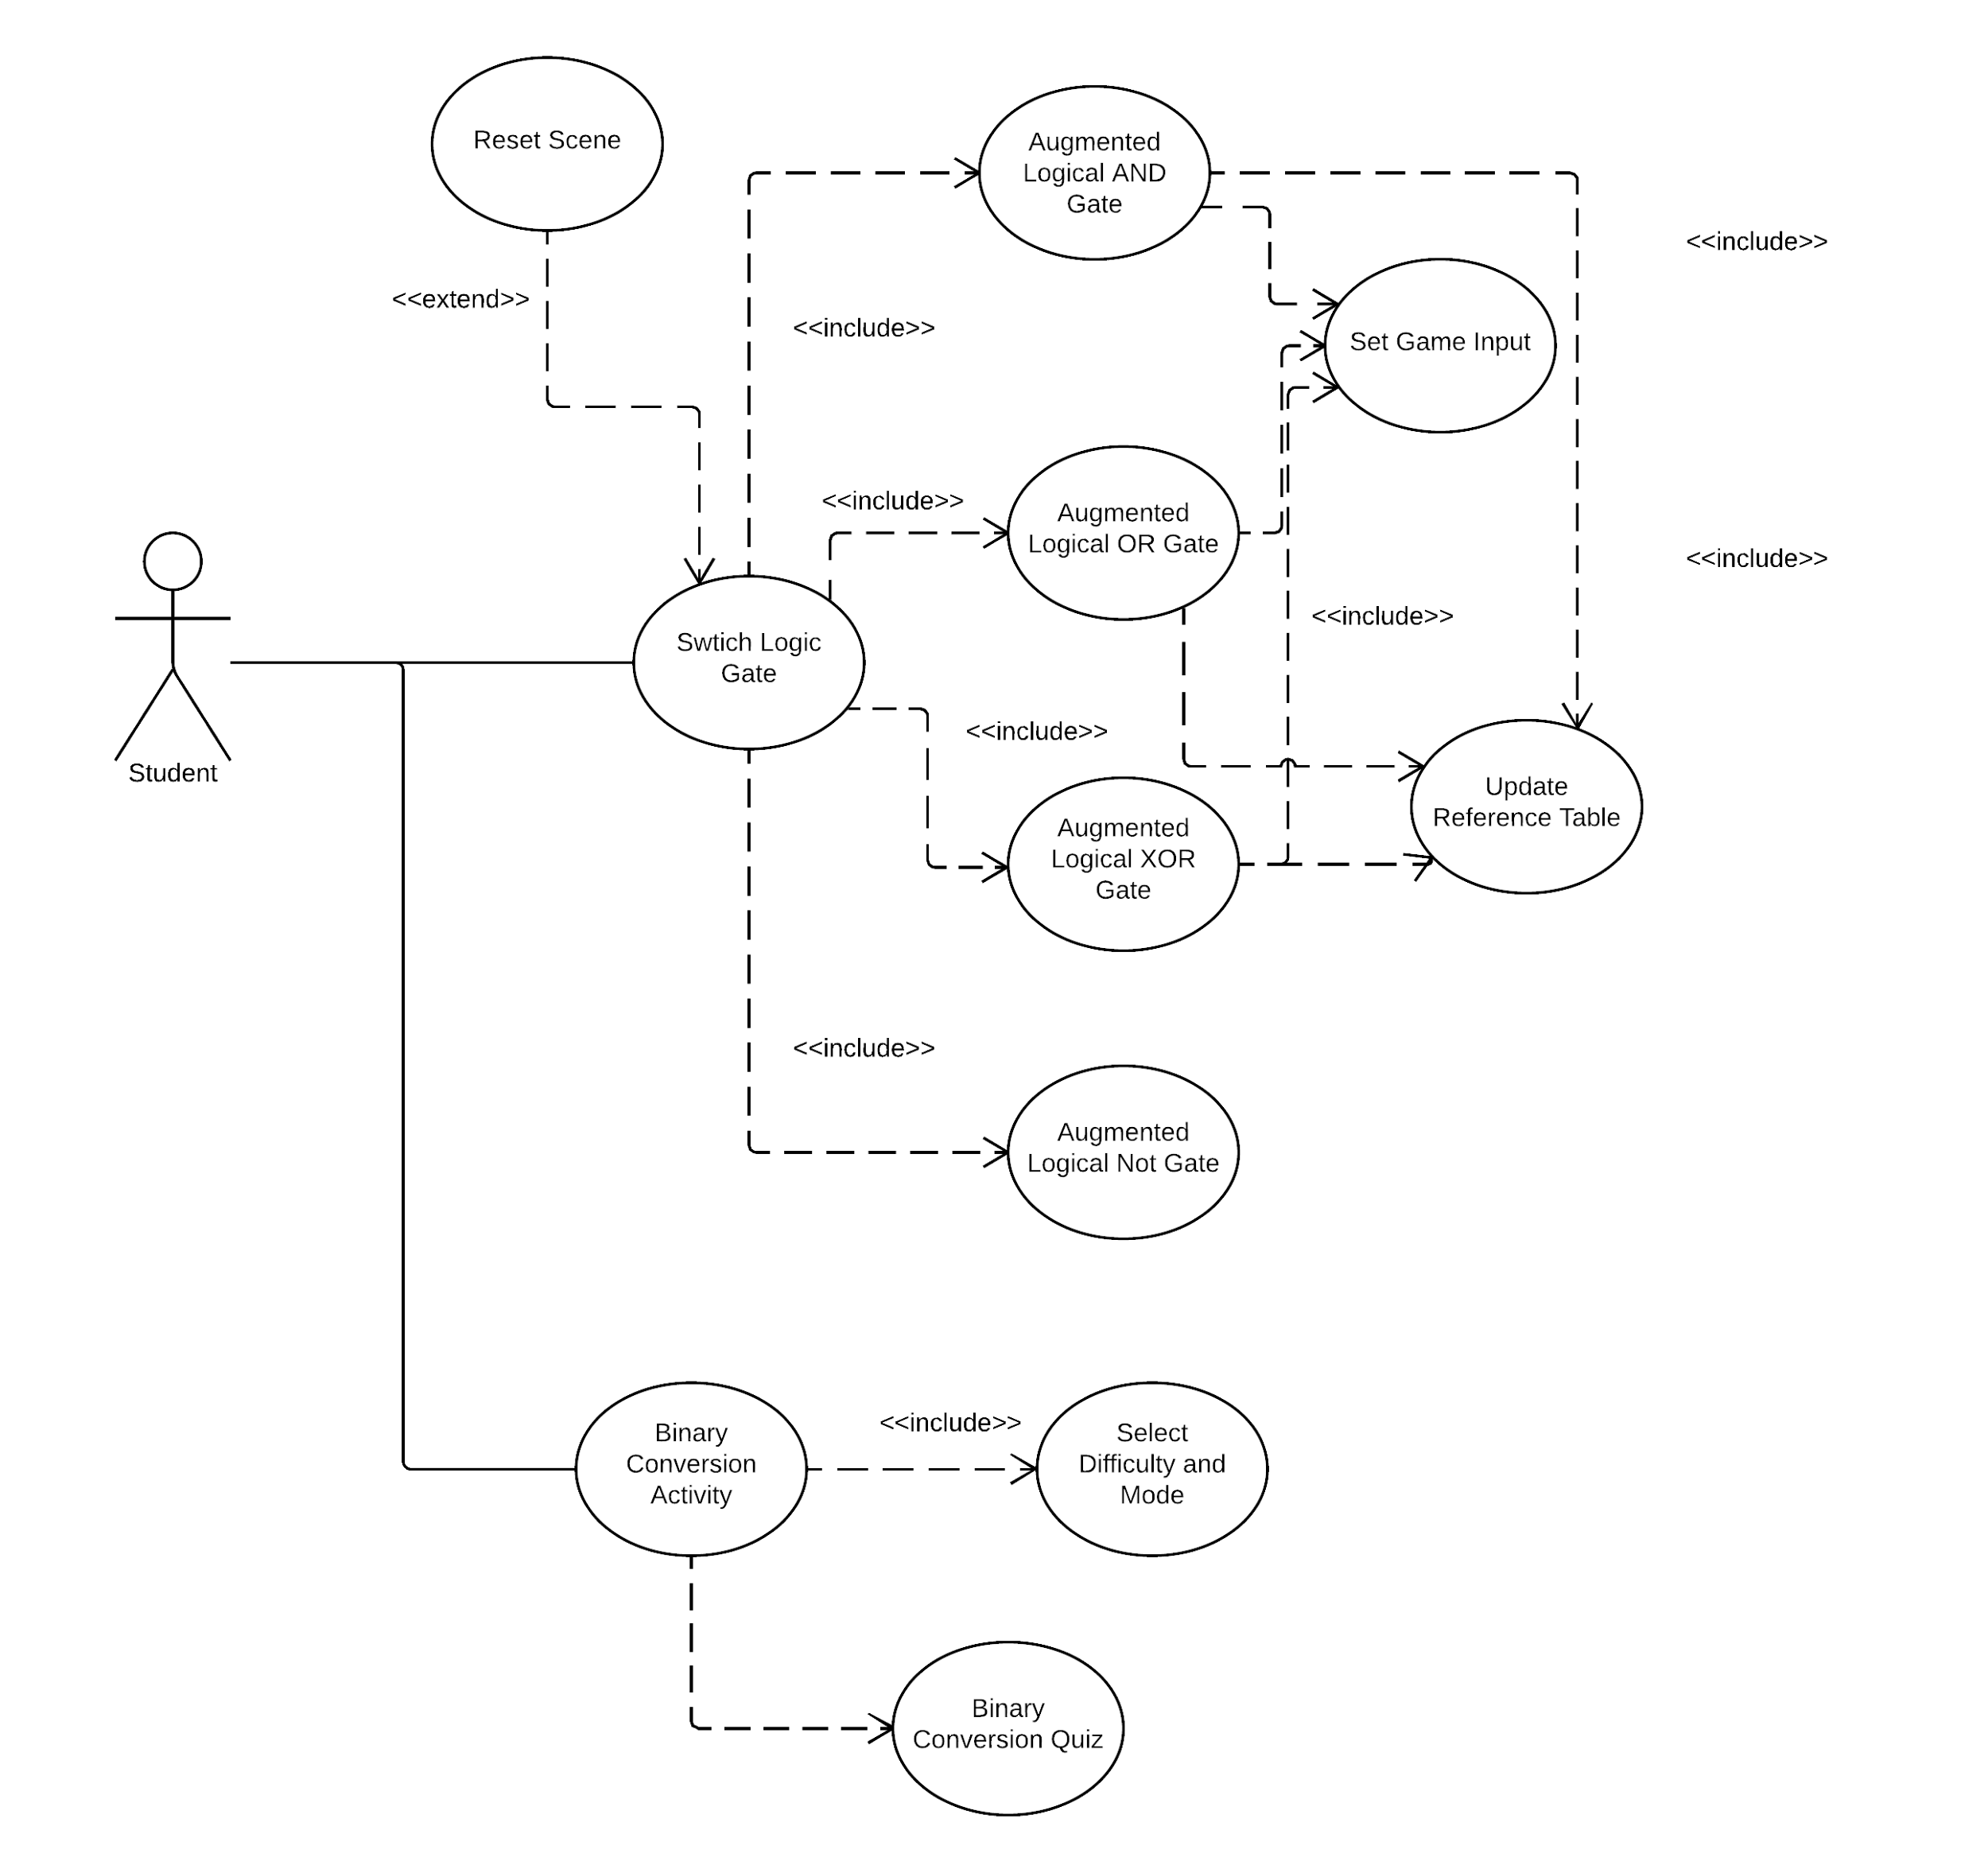 Reset Scene
Augmented
Logical AND
Gate
<<include>>
<<extend>>
<<include>>
Set Game Input
<<include>>
Augmented
Logical OR Gate
<<include>>
<<include>>
Swtich Logic
Gate
<<include>>
Student
Update
Reference Table
Augmented
Logical XOR
Gate
<<include>>
Augmented
Logical Not Gate
Binary
Conversion
Activity
<<include>>
Select
Difficulty and
Mode
Binary
Conversion Quiz